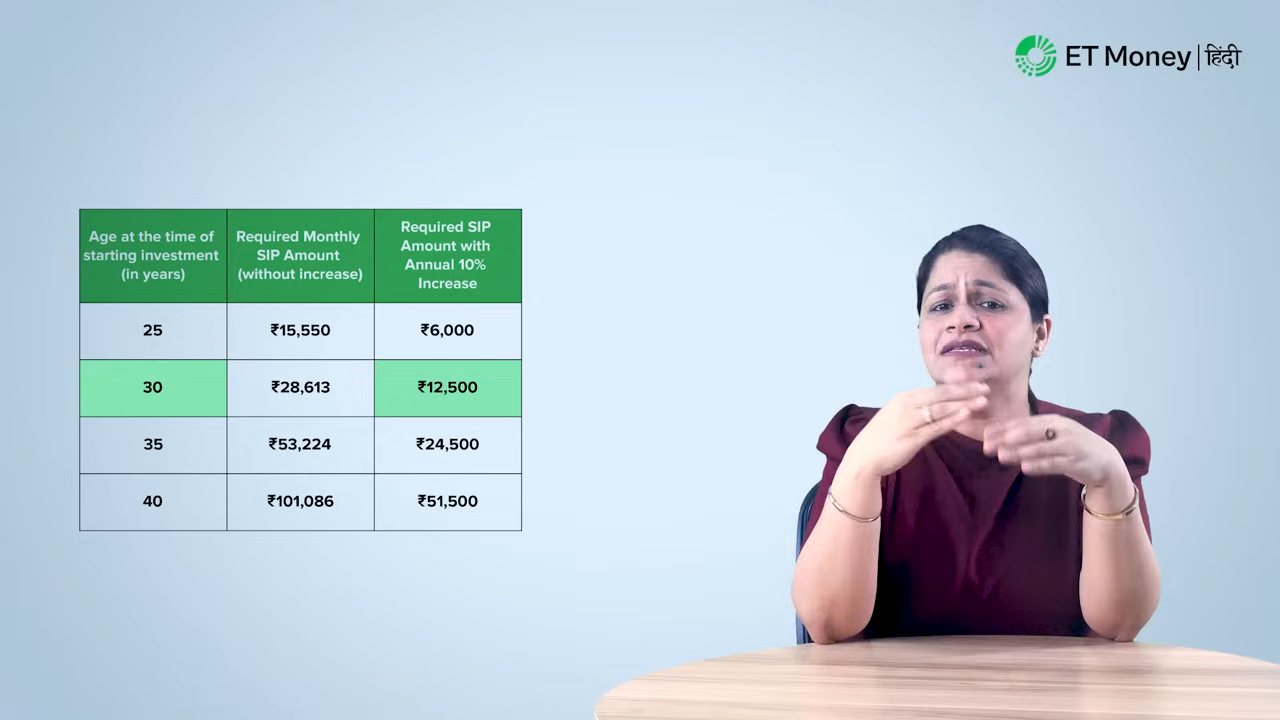 ET Money | हिंदी
Age at the time of
starting investment
(in years)
Required Monthly
SIP Amount
(without increase)
Required SIP
Amount with
Annual 10%
Increase
25
₹15,550
₹6,000
30
₹28,613
₹12,500
35
₹53,224
₹24,500
40
₹101,086
₹51,500